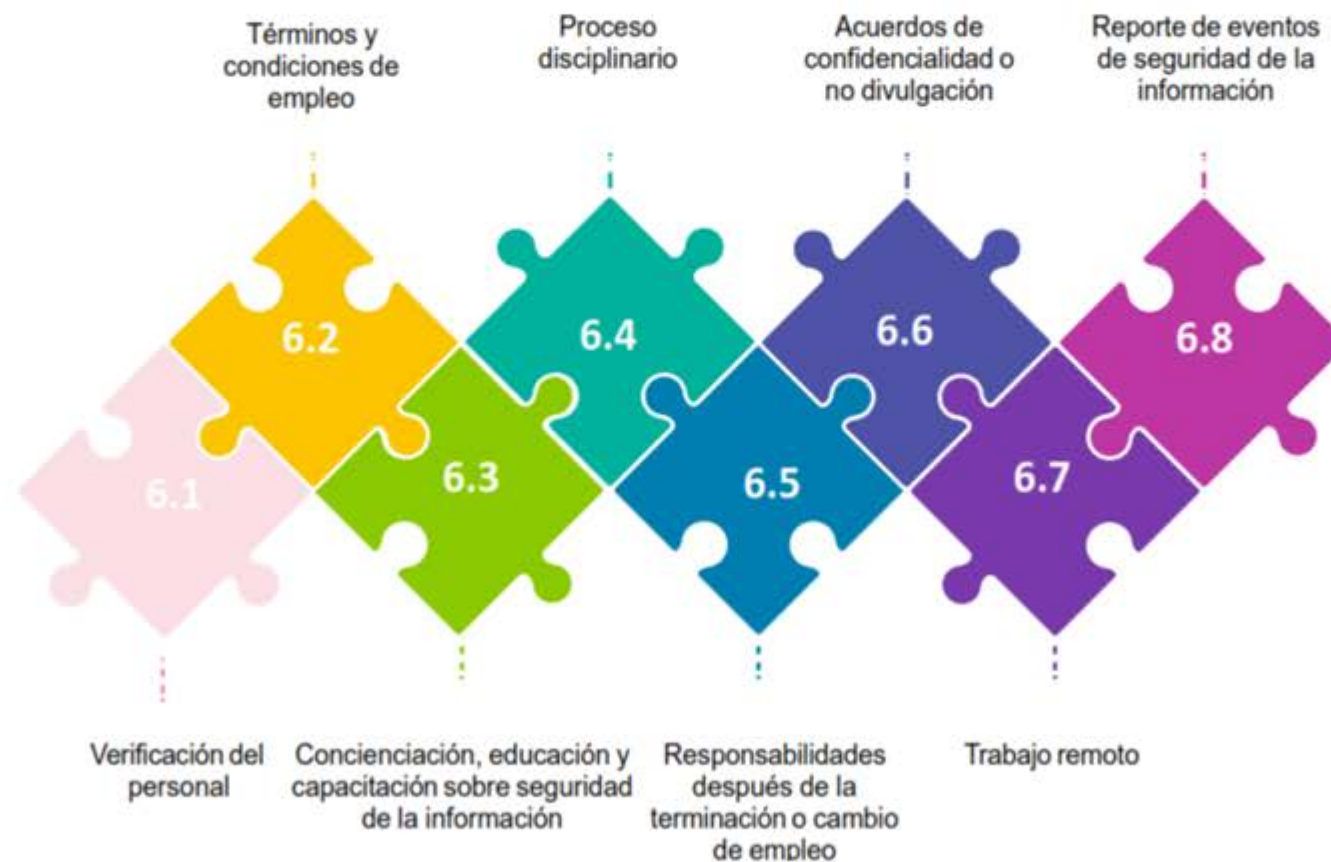 Términos y
condiciones de
empleo
Proceso
disciplinario
Acuerdos de
confidencialidad o
no divulgación
Reporte de eventos
de seguridad de la
información
6.2
6.4
6.6
6.8
6.1
6.3
6.5
6.7
Verificación del
personal
Concienciación, educación y
capacitación sobre seguridad
de la información
Responsabilidades
después de la
terminación o cambio
de empleo
Trabajo remoto